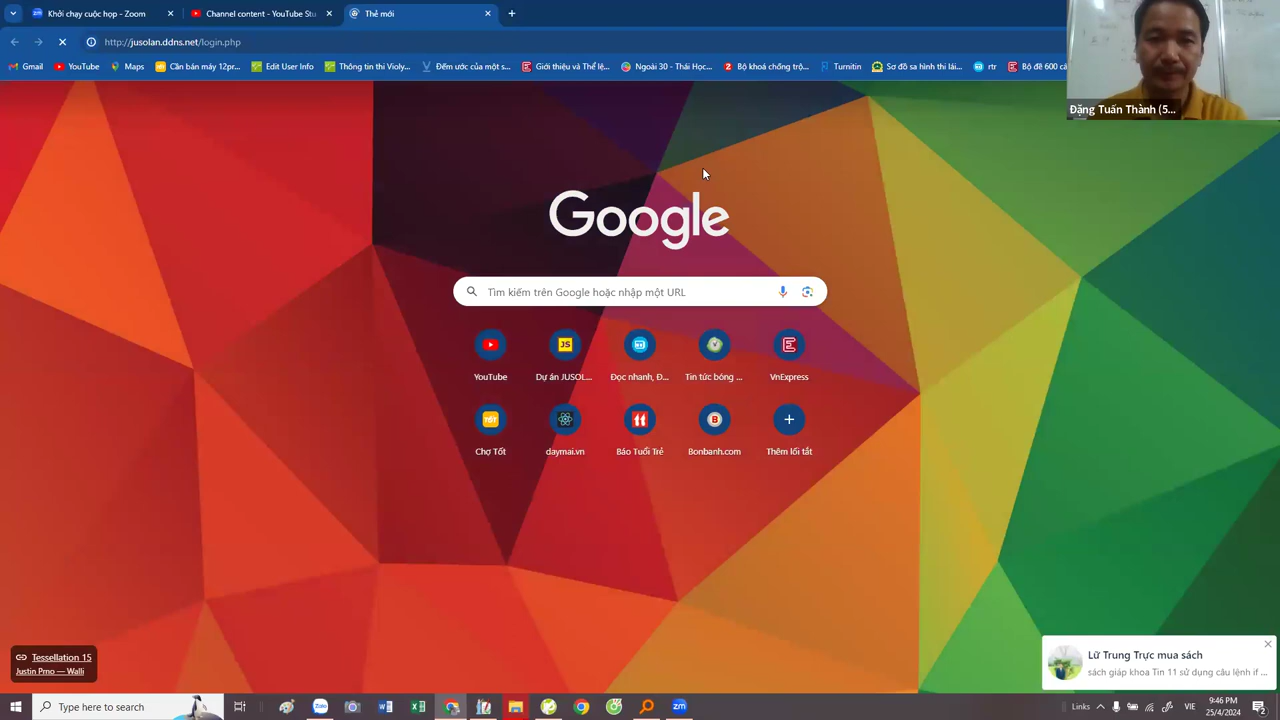 Khởi chạy cuộc họp - Zoom
Channel content - YouTube Stu
Thẻ mới
http://jusolan.ddns.net/login.php
Gmail
YouTube
Maps
Cân bán máy 12pr...
Edit User Info
Thông tin thi Violy...
Đếm ước của một s...
Giới thiệu và Thể lệ...
Ngoài 30 - Thái Học...
Bộ khoá chống trộ...
Turnitin
Sơ đồ sa hình thi lái...
rtr
Bộ đề 600 câ
Đặng Tuấn Thành (5...
Google
Tìm kiếm trên Google hoặc nhập một URL
YouTube
Dự án JUSOL...
Đọc nhanh, Đ...
Tin tức bóng ...
VnExpress
Chợ Tốt
daymai.vn
Báo Tuổi Trẻ
Bonbanh.com
Thêm lối tắt
Tessellation 15
Justin Prno — Walli
Lữ Trung Trực mua sách
sách giáp khoa Tin 11 sử dụng câu lệnh if ...
Type here to search
Links
VIE
9:46 PM
25/4/2024
2